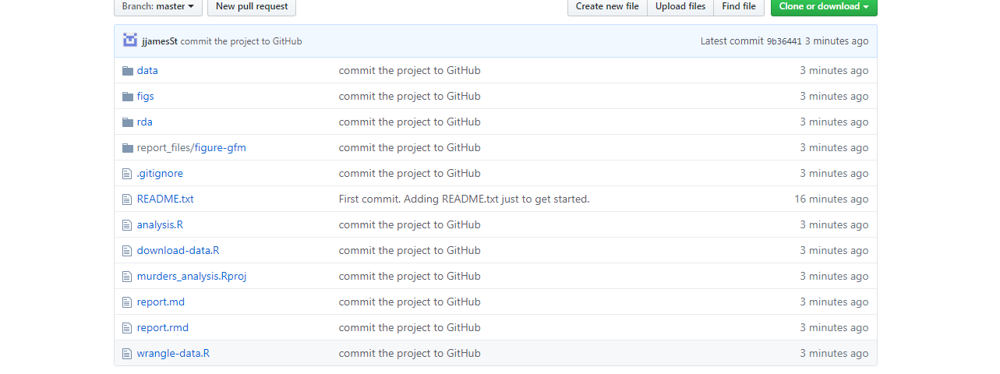 Branch: master New pull request Create new file Upload files Find file Clone or download
jjamesSt commit the project to GitHub Latest commit 9b36441 3 minutes ago
data commit the project to GitHub 3 minutes ago
figs commit the project to GitHub 3 minutes ago
rda commit the project to GitHub 3 minutes ago
report_files/figure-gfm commit the project to GitHub 3 minutes ago
.gitignore commit the project to GitHub 3 minutes ago
README.txt First commit. Adding README.txt just to get started. 16 minutes ago
analysis.R commit the project to GitHub 3 minutes ago
download-data.R commit the project to GitHub 3 minutes ago
murders_analysis.Rproj commit the project to GitHub 3 minutes ago
report.md commit the project to GitHub 3 minutes ago
report.rmd commit the project to GitHub 3 minutes ago
wrangle-data.R commit the project to GitHub 3 minutes ago